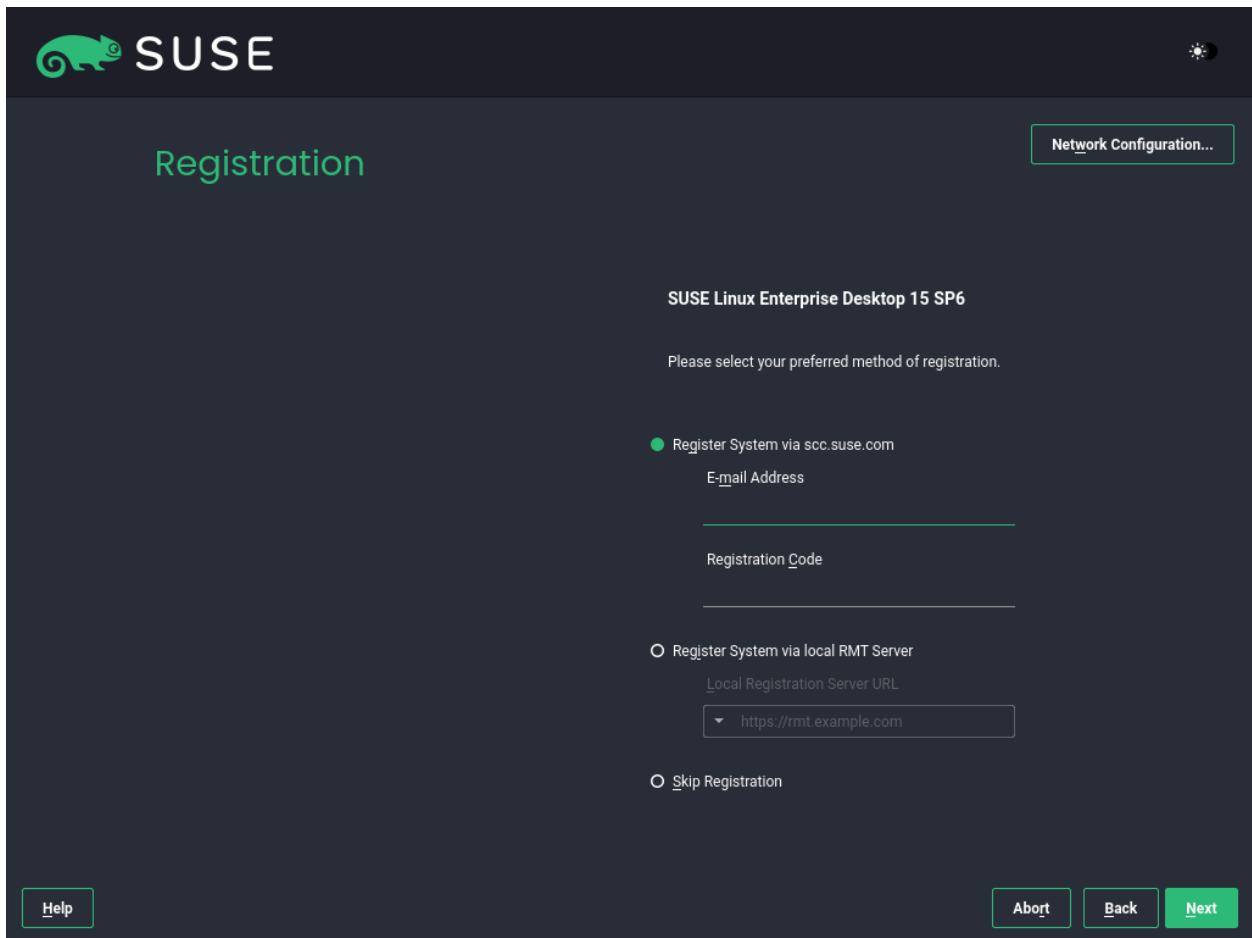 SUSE
Network Configuration...
Registration
SUSE Linux Enterprise Desktop 15 SP6
Please select your preferred method of registration.
Register System via scc.suse.com
E-mail Address
Registration Code
Register System via local RMT Server
Local Registration Server URL
https://rmt.example.com
Skip Registration
Help
Abort
Back
Next